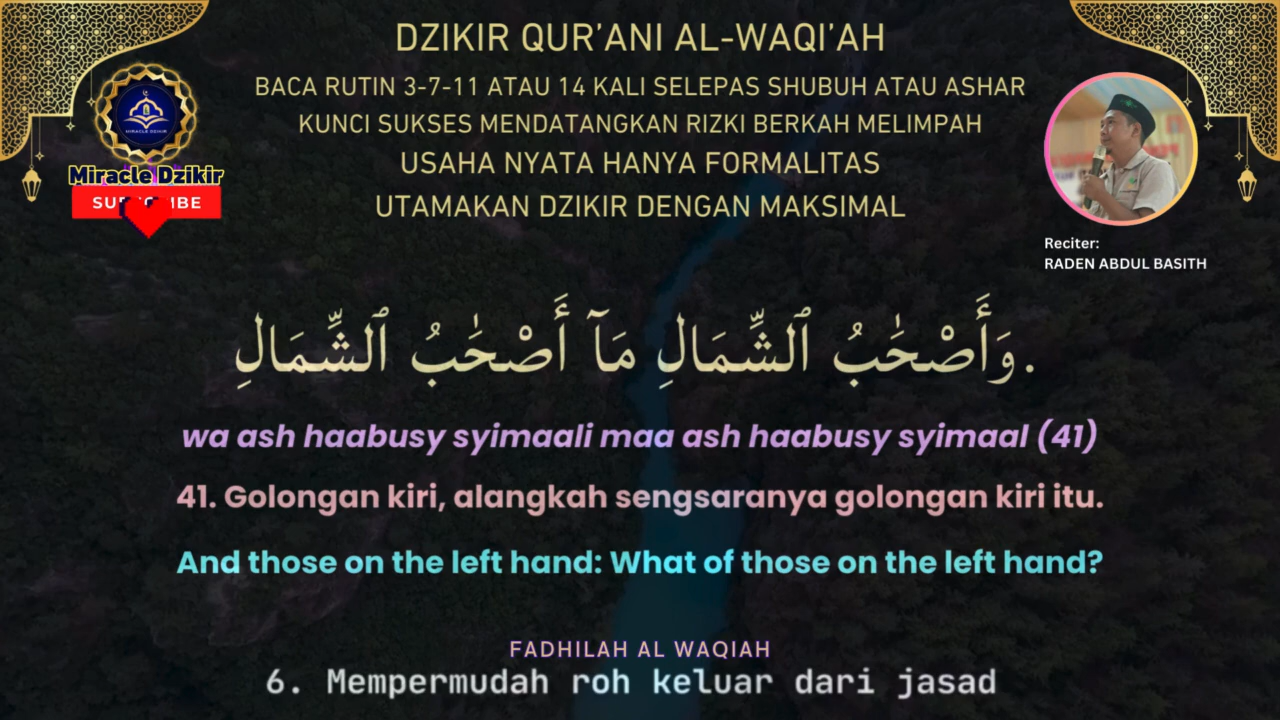 DZIKIR QUR'ANI AL-WAQI'AH
BACA RUTIN 3-7-11 ATAU 14 KALI SELEPAS SHUBUH ATAU ASHAR
KUNCI SUKSES MENDATANGKAN RIZKI BERKAH MELIMPAH
USAHA NYATA HANYA FORMALITAS
UTAMAKAN DZIKIR DENGAN MAKSIMAL
MIRACLE DZIKIR
Miracle Dzikir
Reciter:
RADEN ABDUL BASITH
وَأَصْحَٰبُ ٱلشِّمَالِ مَآ أَصْحَٰبُ ٱلشِّمَالِ.
wa ash haabusy syimaali maa ash haabusy syimaal (41)
41. Golongan kiri, alangkah sengsaranya golongan kiri itu.
And those on the left hand: What of those on the left hand?
FADHILAH AL WAQIAH
6. Mempermudah roh keluar dari jasad